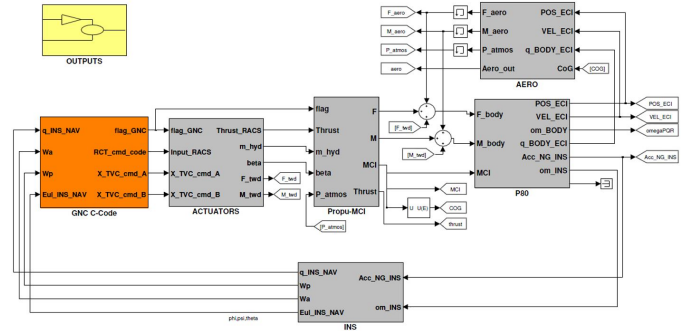 OUTPUTS
F_aero
M_aero
P_atmos
aero
F_aero
M_aero
P_atmos
Aero_out
POS_ECI
VEL_ECI
q_BODY_ECI
CoG
[COG]
AERO
q_INS_NAV
Wa
Wp
Eul_INS_NAV
flag_GNC
RCT_cmd_code
X_TVC_cmd_A
X_TVC_cmd_B
GNC C-Code
flag_GNC
Input_RACS
X_TVC_cmd_A
X_TVC_cmd_B
Thrust_RACS
m_hyd
beta
F_twd
M_twd
ACTUATORS
F_twd
M_twd
flag
Thrust
m_hyd
beta
P_atmos
F
M
MCI
Thrust
Propu-MCI
[P_atmos]
[F_twd]
[M_twd]
MCI
U U(E)
COG
thrust
F_body
M_body
MCI
POS_ECI
VEL_ECI
om_BODY
q_BODY_ECI
Acc_NG_INS
om_INS
P80
POS_ECI
VEL_ECI
omegaPQR
Acc_NG_INS
q_INS_NAV
Wp
Wa
Eul_INS_NAV
Acc_NG_INS
om_INS
INS
phi,psi,theta